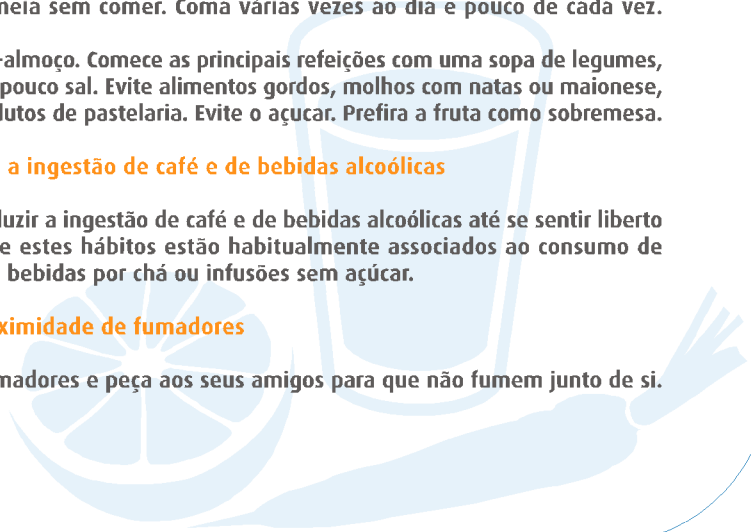 meia sem comer. Coma várias vezes ao dia e pouco de cada vez.
-almoço. Comece as principais refeições com uma sopa de legumes,
pouco sal. Evite alimentos gordos, molhos com natas ou maionese,
dutos de pastelaria. Evite o açucar. Prefira a fruta como sobremesa.
a ingestão de café e de bebidas alcoólicas
duzir a ingestão de café e de bebidas alcoólicas até se sentir liberto
e estes hábitos estão habitualmente associados ao consumo de
bebidas por chá ou infusões sem açúcar.
ximidade de fumadores
madores e peça aos seus amigos para que não fumem junto de si.